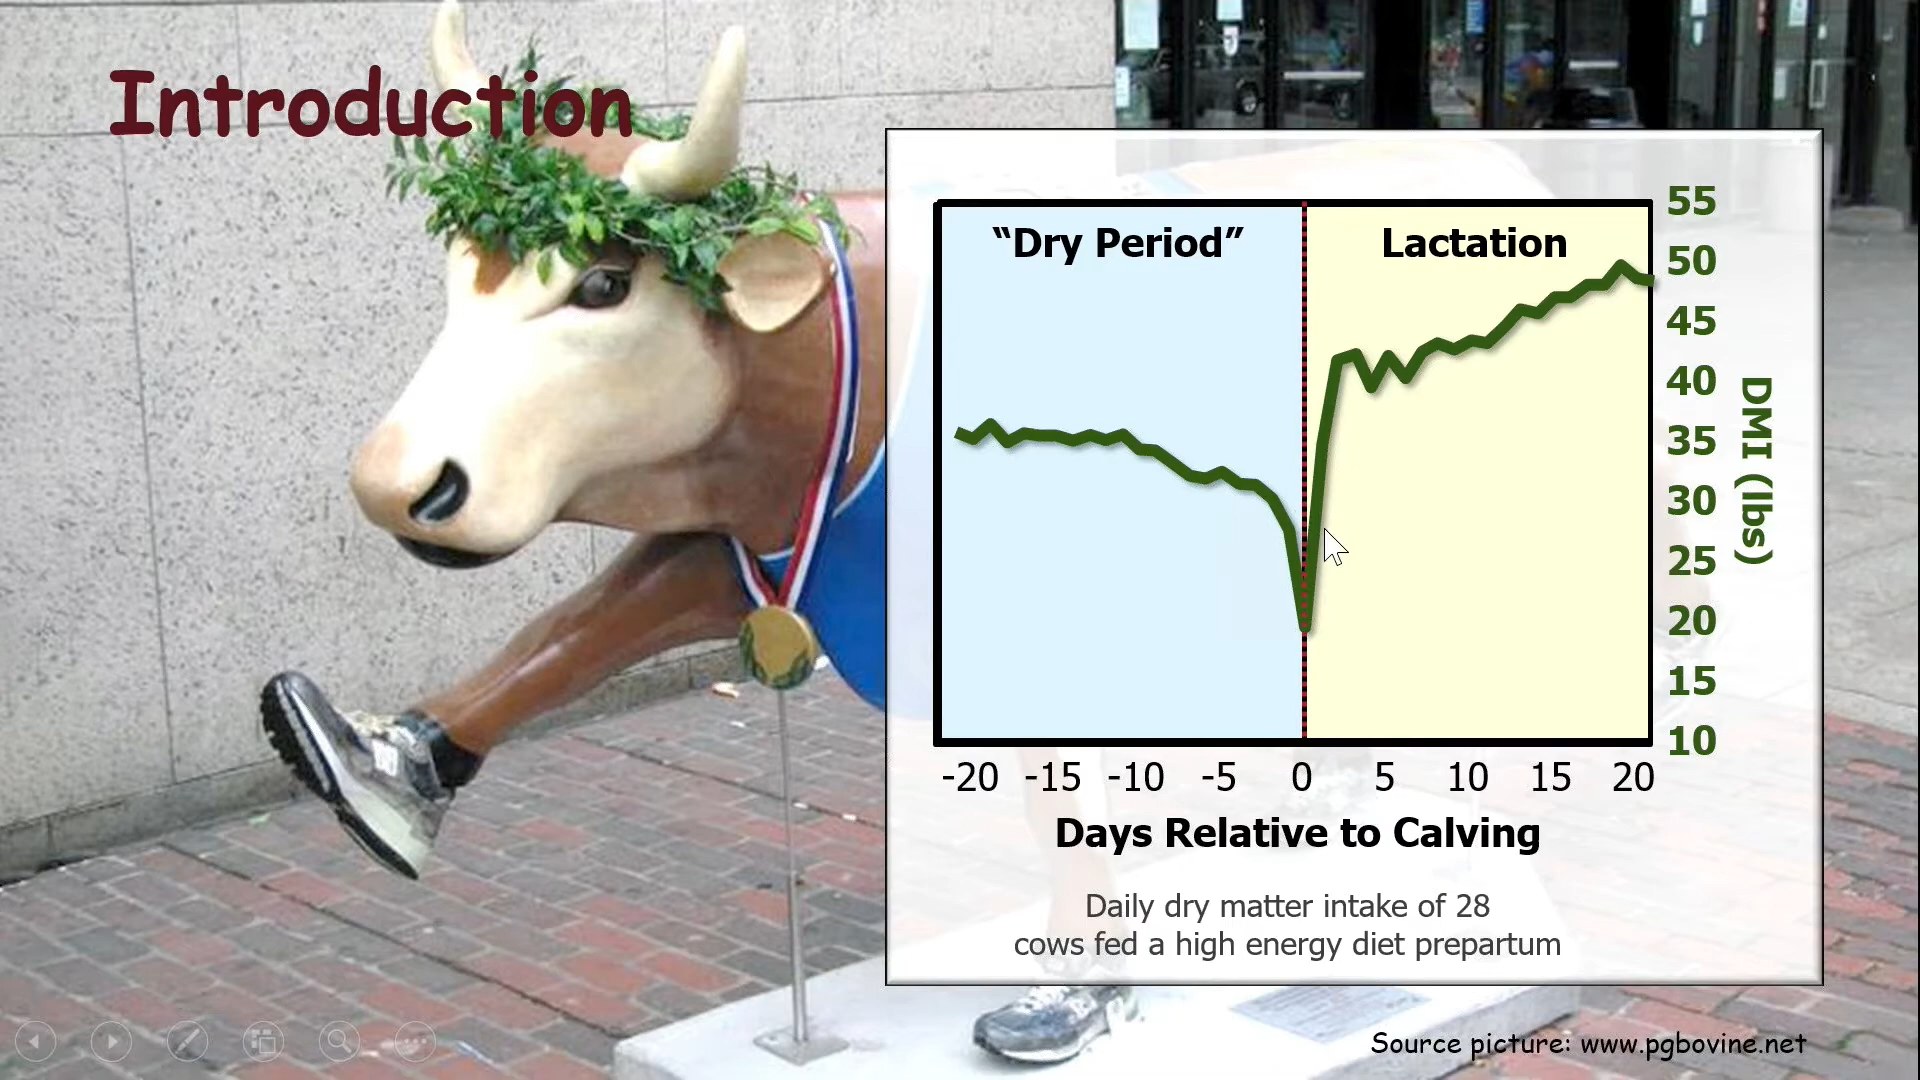 Introduction
“Dry Period”
Lactation
55
50
45
40
35
30
25
20
15
10
DMI (lbs)
-20 -15 -10 -5 0 5 10 15 20
Days Relative to Calving
Daily dry matter intake of 28
cows fed a high energy diet prepartum
Source picture: www.pgbovine.net